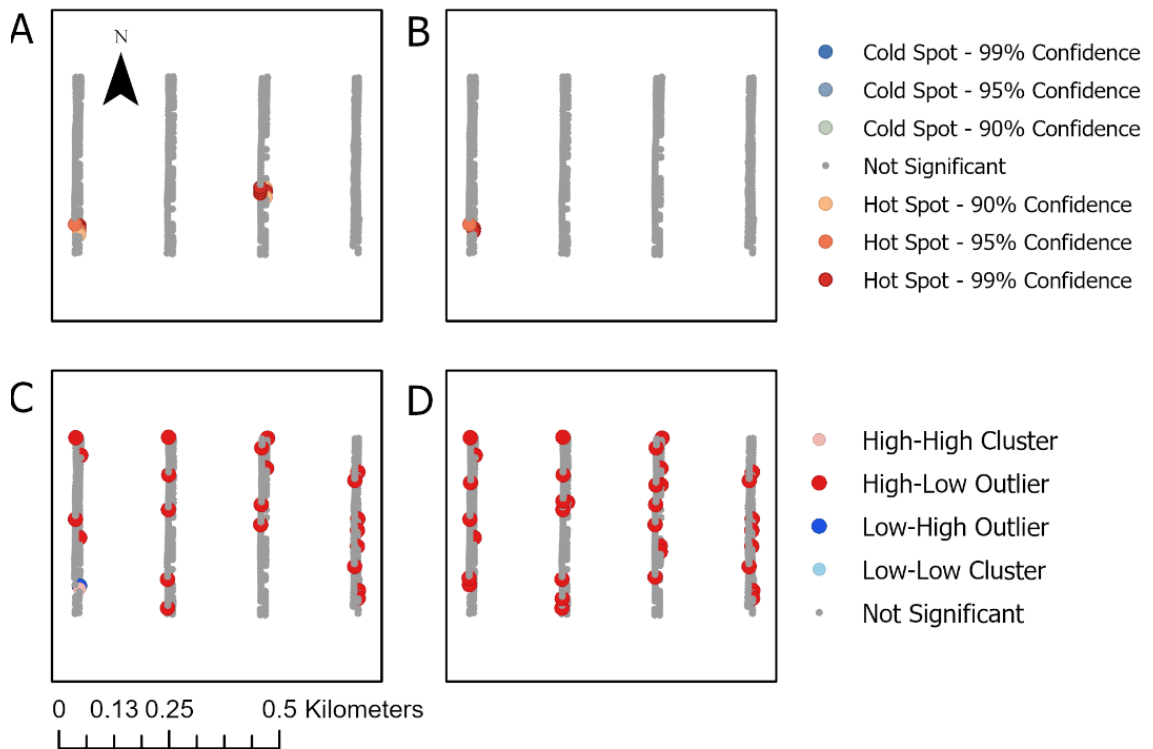 A
N
B
Cold Spot - 99% Confidence
Cold Spot - 95% Confidence
Cold Spot - 90% Confidence
Not Significant
Hot Spot - 90% Confidence
Hot Spot - 95% Confidence
Hot Spot - 99% Confidence
C
D
High-High Cluster
High-Low Outlier
Low-High Outlier
Low-Low Cluster
Not Significant
0 0.13 0.25 0.5 Kilometers